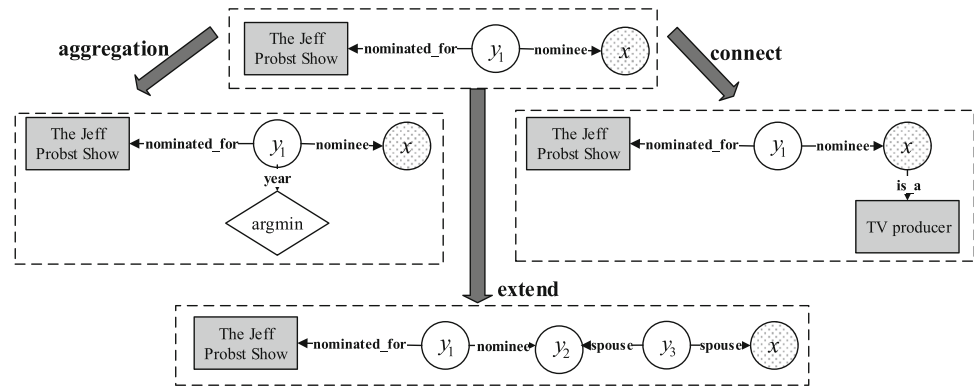 aggregation
The Jeff
Probst Show
nominated_for
y1
nominee
x
connect
The Jeff
Probst Show
nominated_for
y1
nominee
x
year
argmin
The Jeff
Probst Show
nominated_for
y1
nominee
x
is_a
TV producer
extend
The Jeff
Probst Show
nominated_for
y1
nominee
y2
spouse
y3
spouse
x